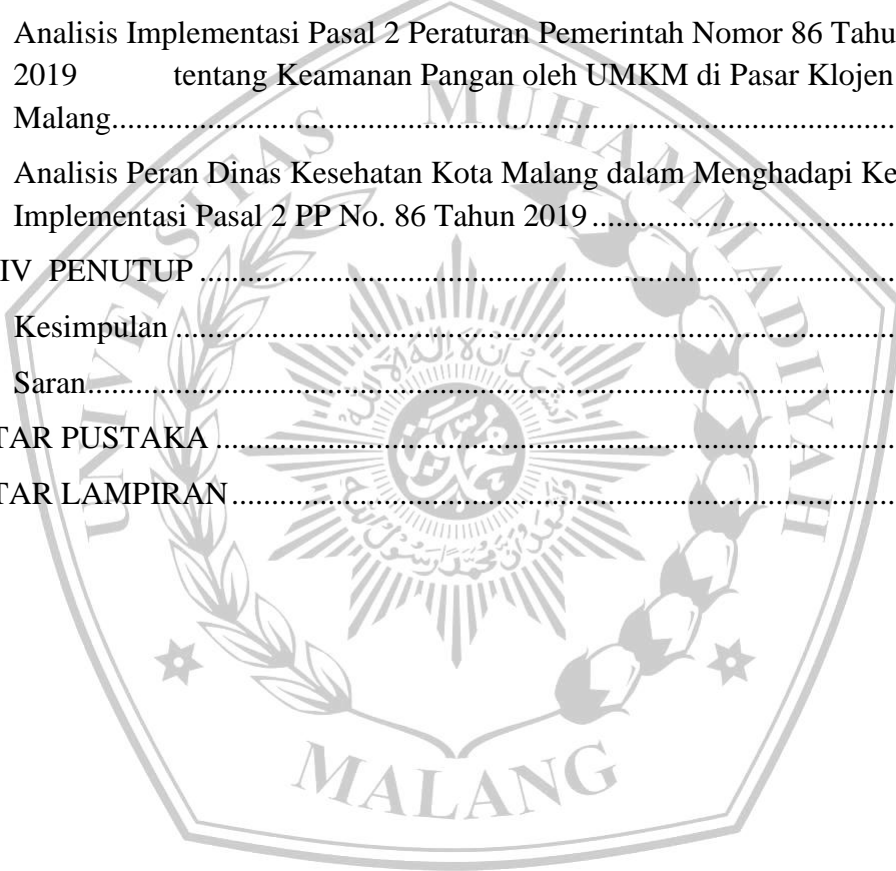 Analisis Implementasi Pasal 2 Peraturan Pemerintah Nomor 86 Tahu
2019 tentang Keamanan Pangan oleh UMKM di Pasar Klojen
Malang........................................................................................
Analisis Peran Dinas Kesehatan Kota Malang dalam Menghadapi Ke
Implementasi Pasal 2 PP No. 86 Tahun 2019......................................
IV PENUTUP........................................................................................
Kesimpulan........................................................................................
Saran........................................................................................
TAR PUSTAKA........................................................................................
TAR LAMPIRAN........................................................................................
UNIVERSITAS MUHAMMADIYAH
MALANG